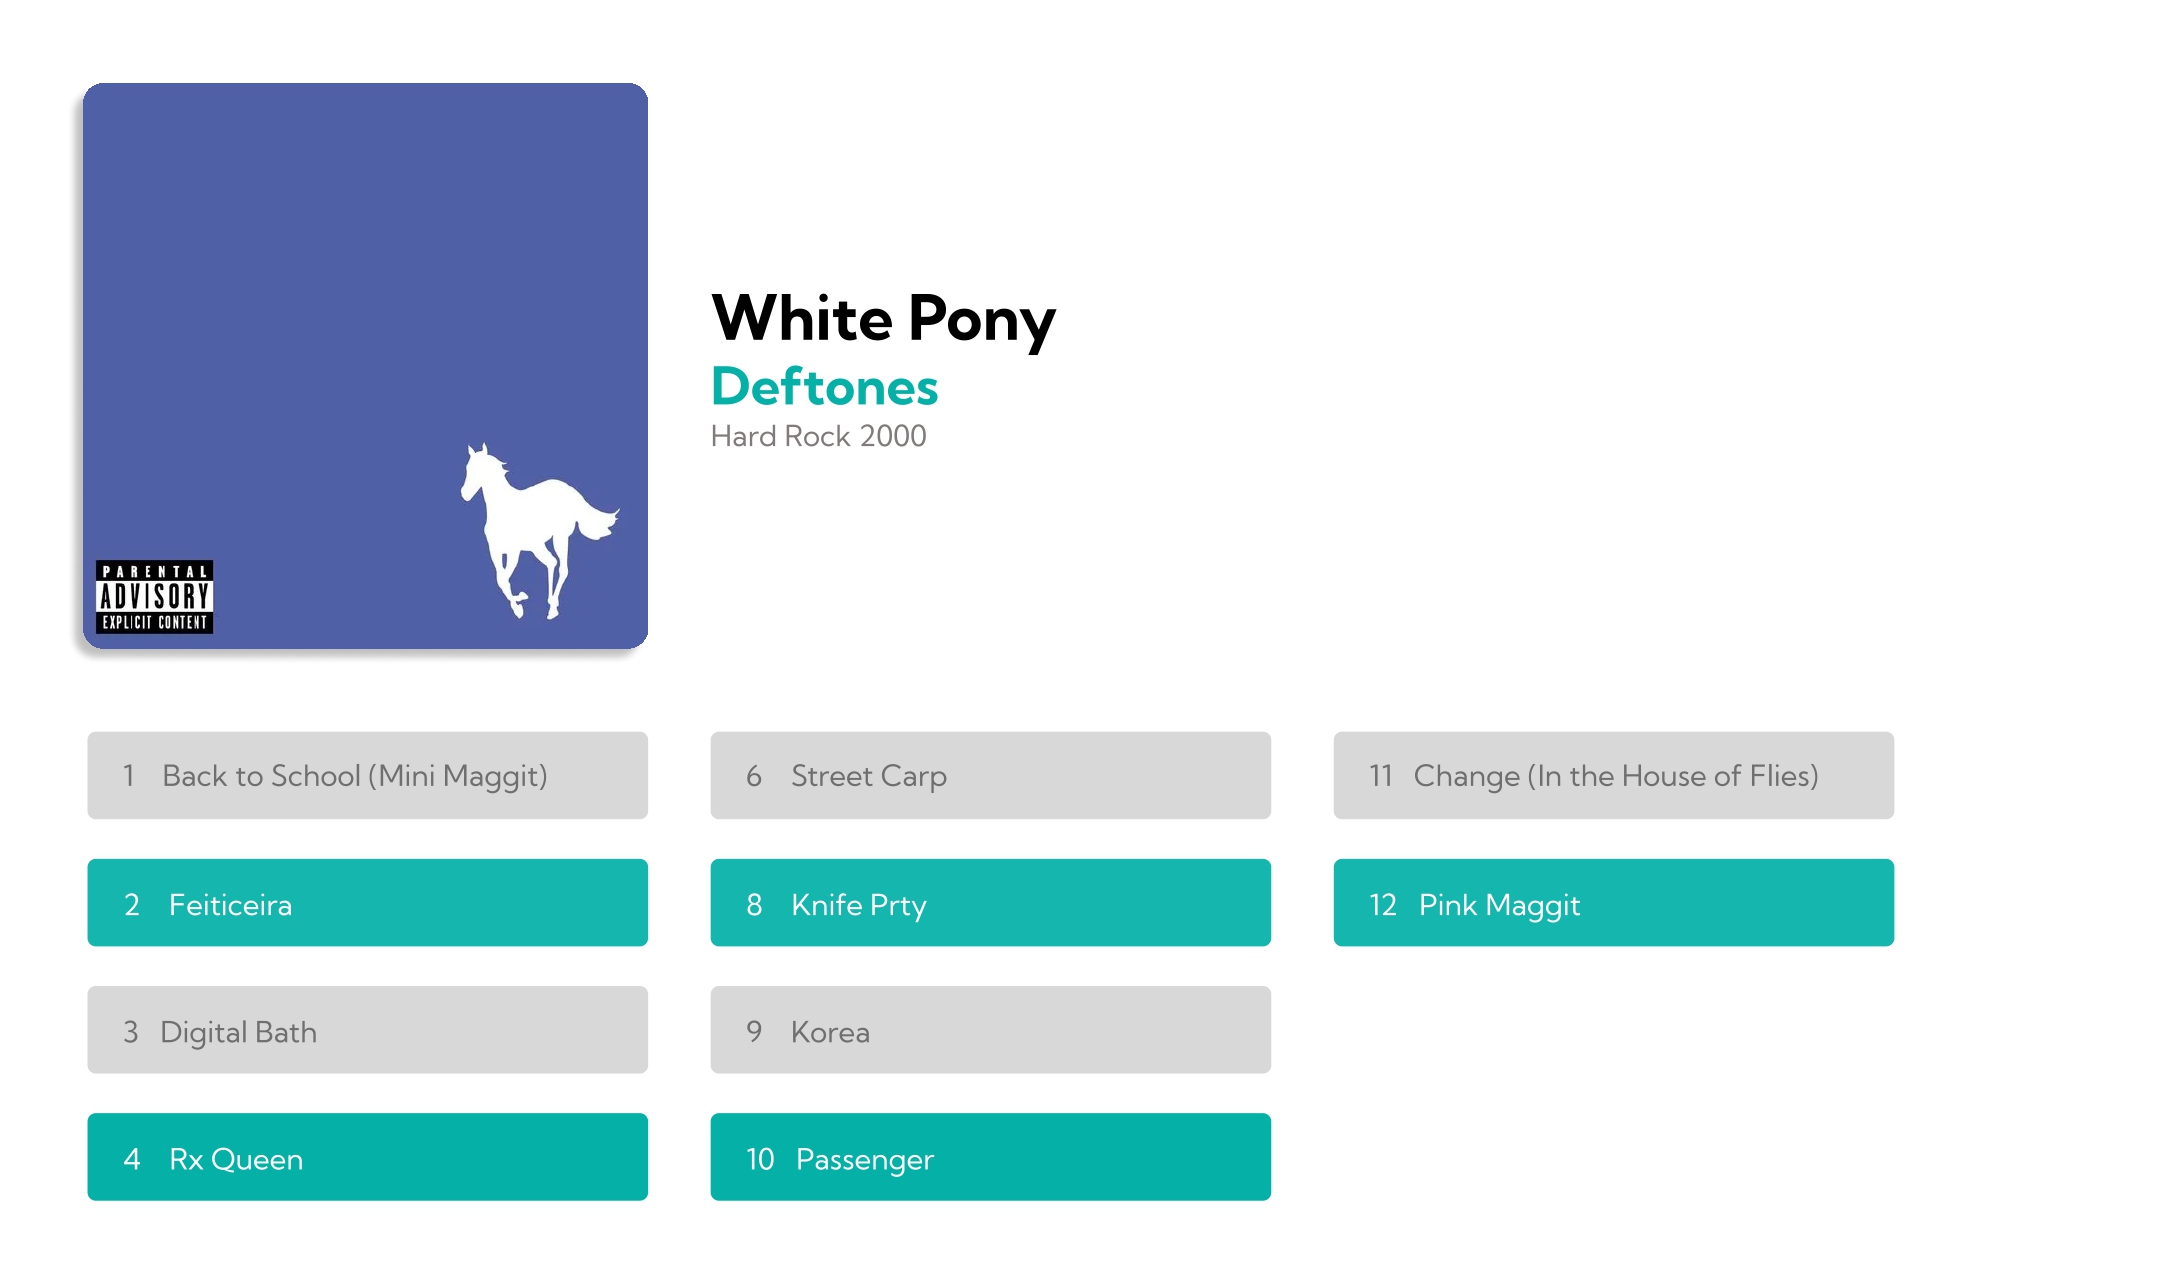 PARENTAL
ADVISORY
EXPLICIT CONTENT
White Pony
Deftones
Hard Rock 2000
1 Back to School (Mini Maggit)
2 Feiticeira
3 Digital Bath
4 Rx Queen
6 Street Carp
8 Knife Prty
9 Korea
10 Passenger
11 Change (In the House of Flies)
12 Pink Maggit